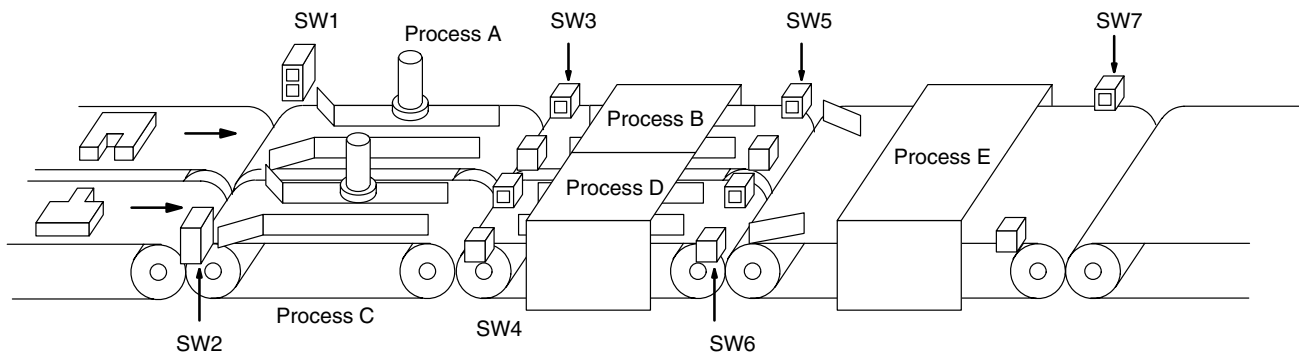 SW1
Process A
SW3
SW5
SW7
Process B
Process D
Process E
Process C
SW2
SW4
SW6